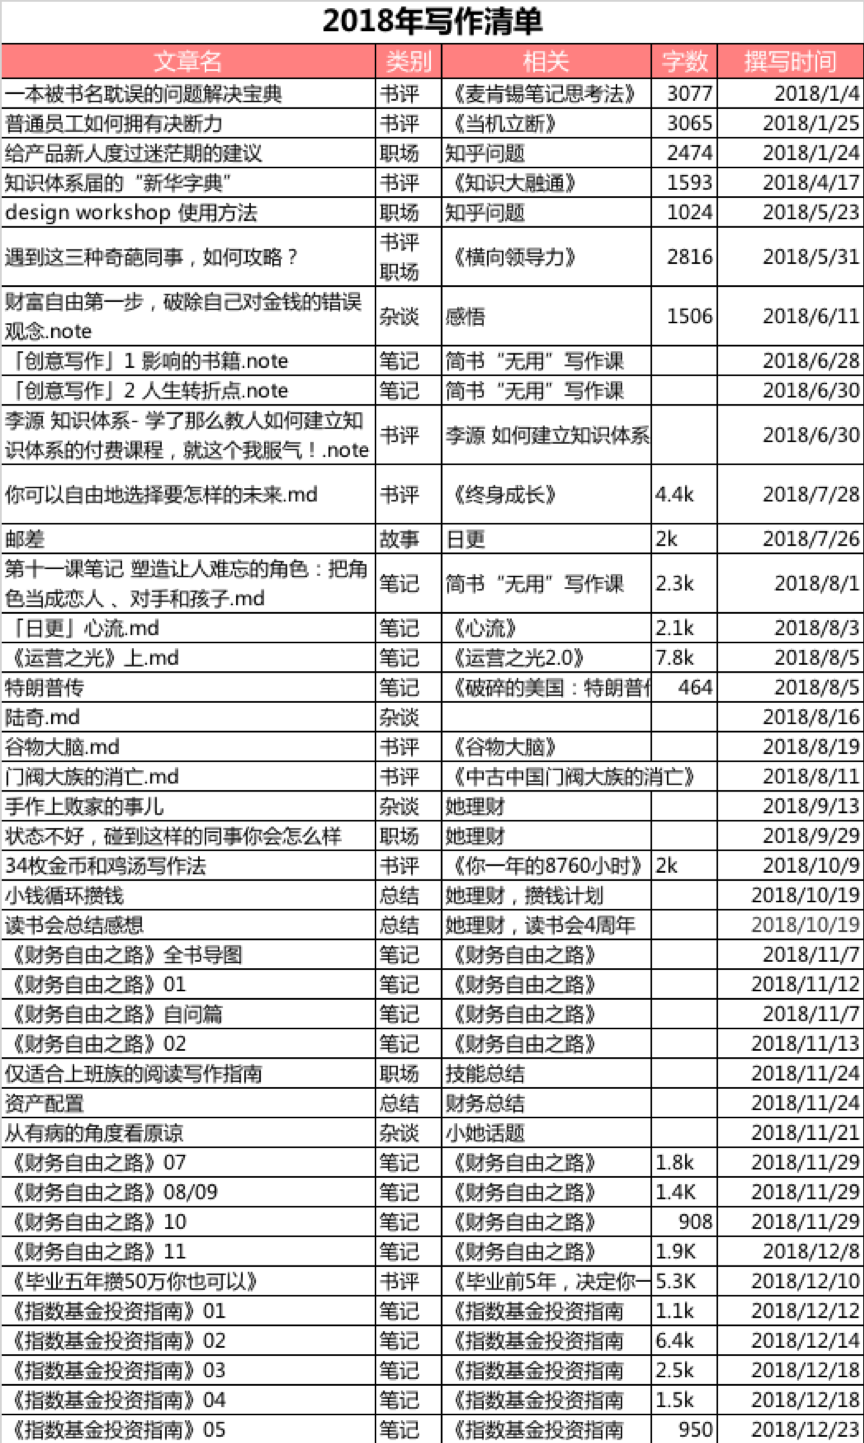 2018年写作清单
文章名 类别 相关 字数 撰写时间
一本被书名耽误的问题解决宝典 书评 《麦肯锡笔记思考法》 3077 2018/1/4
普通员工如何拥有决断力 书评 《当机立断》 3065 2018/1/25
给产品新人度过迷茫期的建议 职场 知乎问题 2474 2018/1/24
知识体系届的“新华字典” 书评 《知识大融通》 1593 2018/4/17
design workshop 使用方法 职场 知乎问题 1024 2018/5/23
遇到这三种奇葩同事，如何攻略？ 书评 职场 《横向领导力》 2816 2018/5/31
财富自由第一步，破除自己对金钱的错误
观念.note 杂谈 感悟 1506 2018/6/11
「创意写作」1 影响的书籍.note 笔记 简书“无用”写作课 2018/6/28
「创意写作」2 人生转折点.note 笔记 简书“无用”写作课 2018/6/30
李源 知识体系- 学了那么教人如何建立知
识体系的付费课程，就这个我服气！.note 书评 李源 如何建立知识体系 2018/6/30
你可以自由地选择要怎样的未来.md 书评 《终身成长》 4.4k 2018/7/28
邮差 故事 日更 2k 2018/7/26
第十一课笔记 塑造让人难忘的角色：把角
色当成恋人 、对手和孩子.md 笔记 简书“无用”写作课 2.3k 2018/8/1
「日更」心流.md 笔记 《心流》 2.1k 2018/8/3
《运营之光》上.md 笔记 《运营之光2.0》 7.8k 2018/8/5
特朗普传 笔记 《破碎的美国：特朗普传 464 2018/8/5
陆奇.md 杂谈 2018/8/16
谷物大脑.md 书评 《谷物大脑》 2018/8/19
门阀大族的消亡.md 书评 《中古中国门阀大族的消亡》 2018/8/11
手作上败家的事儿 杂谈 她理财 2018/9/13
状态不好，碰到这样的同事你会怎么样 职场 她理财 2018/9/29
34枚金币和鸡汤写作法 书评 《你一年的8760小时》 2k 2018/10/9
小钱循环攒钱 总结 她理财，攒钱计划 2018/10/19
读书会总结感想 总结 她理财，读书会4周年 2018/10/19
《财务自由之路》全书导图 笔记 《财务自由之路》 2018/11/7
《财务自由之路》01 笔记 《财务自由之路》 2018/11/12
《财务自由之路》自问篇 笔记 《财务自由之路》 2018/11/7
《财务自由之路》02 笔记 《财务自由之路》 2018/11/13
仅适合上班族的阅读写作指南 职场 技能总结 2018/11/24
资产配置 总结 财务总结 2018/11/24
从有病的角度看原谅 杂谈 小她话题 2018/11/21
《财务自由之路》07 笔记 《财务自由之路》 1.8k 2018/11/29
《财务自由之路》08/09 笔记 《财务自由之路》 1.4K 2018/11/29
《财务自由之路》10 笔记 《财务自由之路》 908 2018/11/29
《财务自由之路》11 笔记 《财务自由之路》 1.9K 2018/12/8
《毕业五年攒50万你也可以》 书评 《毕业前5年，决定你一 5.3K 2018/12/10
《指数基金投资指南》01 笔记 《指数基金投资指南 1.1k 2018/12/12
《指数基金投资指南》02 笔记 《指数基金投资指南 6.4k 2018/12/14
《指数基金投资指南》03 笔记 《指数基金投资指南 2.5k 2018/12/18
《指数基金投资指南》04 笔记 《指数基金投资指南 1.5k 2018/12/18
《指数基金投资指南》05 笔记 《指数基金投资指南 950 2018/12/23